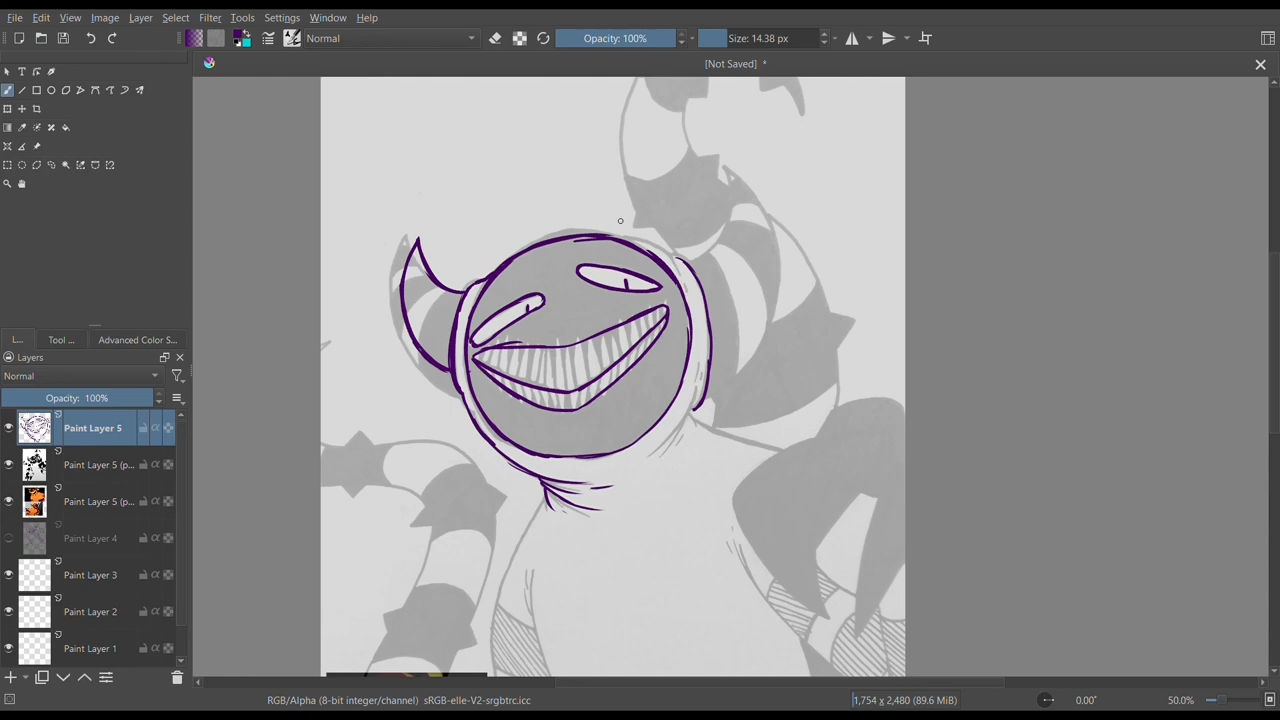 File Edit View Image Layer Select Filter Tools Settings Window Help
Normal Opacity: 100% Size: 14.38 px
[Not Saved] *
L... Tool ... Advanced Color S...
Layers
Normal
Opacity: 100%
Paint Layer 5
Paint Layer 5 (p...
Paint Layer 5 (p...
Paint Layer 4
Paint Layer 3
Paint Layer 2
Paint Layer 1
RGB/Alpha (8-bit integer/channel) sRGB-elle-V2-srgbtrc.icc 1,754 x 2,480 (89.6 MiB) 0.00° 50.0%